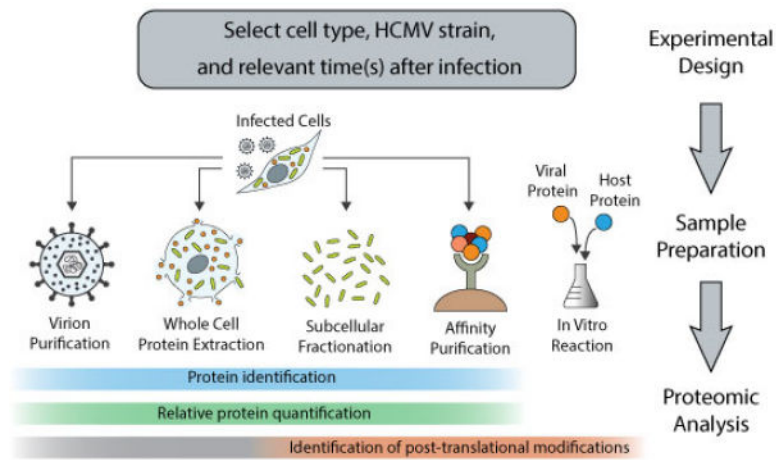 Select cell type, HCMV strain,
and relevant time(s) after infection
Experimental
Design
Infected Cells
Viral
Protein
Host
Protein
Sample
Preparation
Virion
Purification
Whole Cell
Protein Extraction
Subcellular
Fractionation
Affinity
Purification
In Vitro
Reaction
Protein identification
Relative protein quantification
Identification of post-translational modifications
Proteomic
Analysis